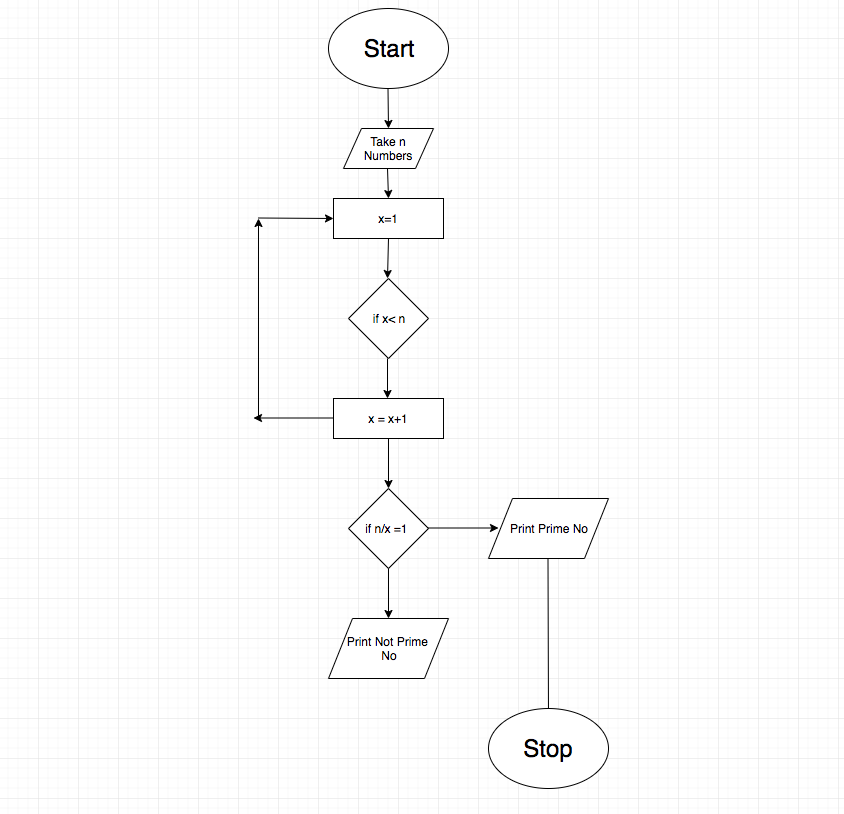 Start
Take n
Numbers
x=1
if x< n
x = x+1
if n/x =1
Print Prime No
Print Not Prime
No
Stop